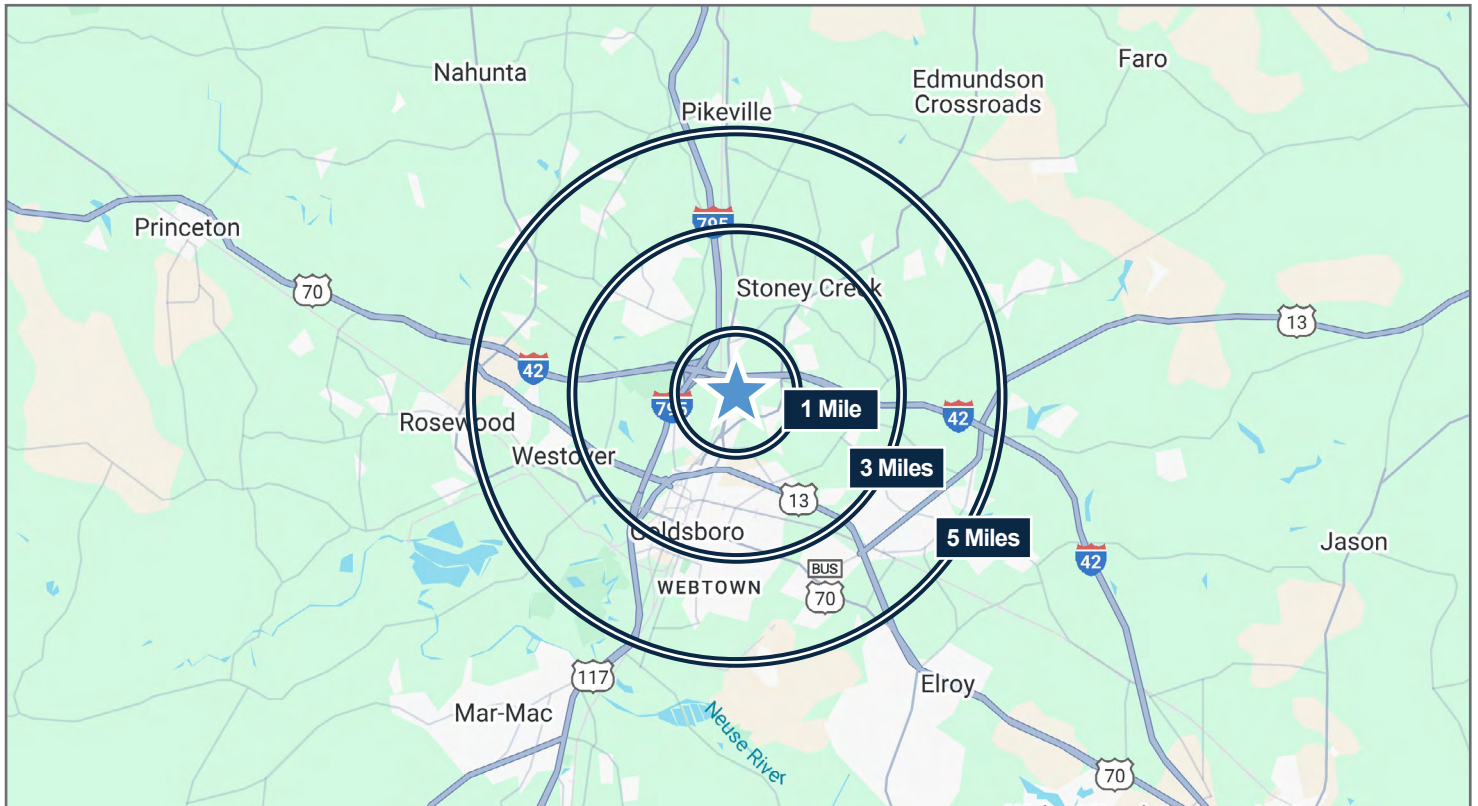 Faro
Nahunta
Edmundson
Crossroads
Pikeville
795
Princeton
70
Stoney Creek
13
42
795
1 Mile
42
Rosewood
Westover
3 Miles
13
Goldsboro
5 Miles
Jason
42
BUS
70
WEBTOWN
117
Elroy
Mar-Mac
Neuse River
70